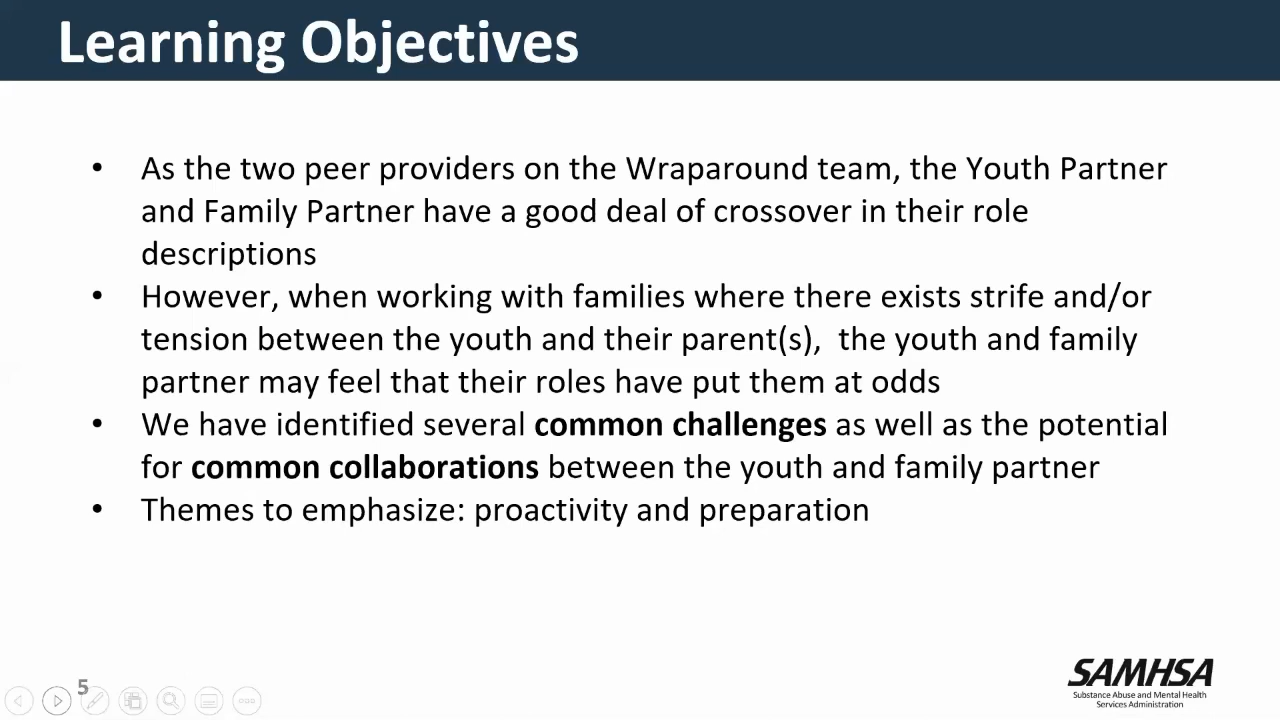 Learning Objectives
• As the two peer providers on the Wraparound team, the Youth Partner
and Family Partner have a good deal of crossover in their role
descriptions
• However, when working with families where there exists strife and/or
tension between the youth and their parent(s),  the youth and family
partner may feel that their roles have put them at odds
• We have identified several common challenges as well as the potential
for common collaborations between the youth and family partner
• Themes to emphasize: proactivity and preparation
5
SAMHSA
Substance Abuse and Mental Health
Services Administration